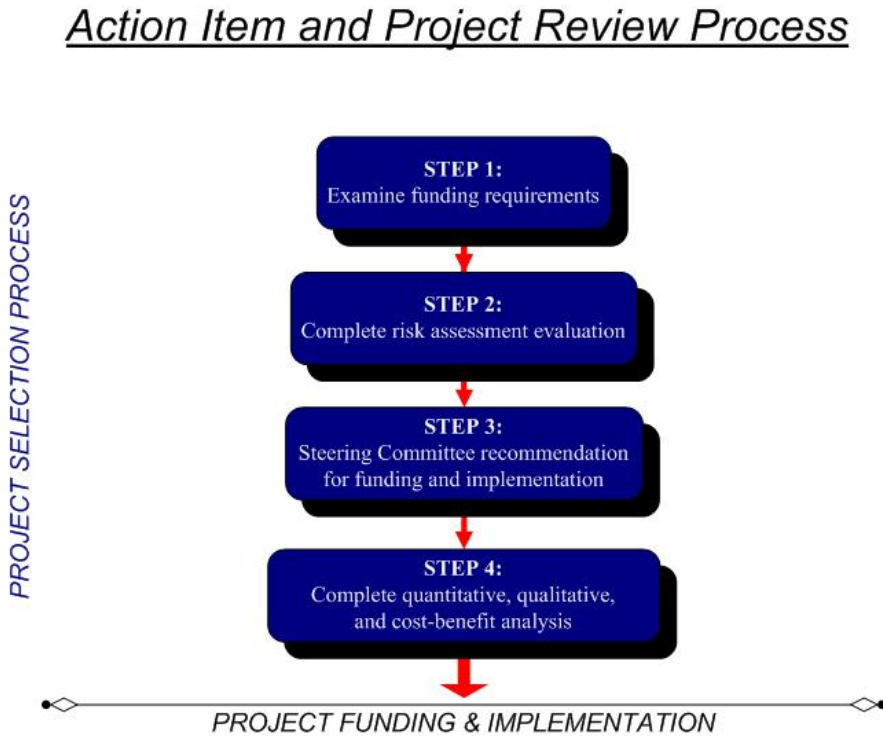 Action Item and Project Review Process
PROJECT SELECTION PROCESS
STEP 1:
Examine funding requirements
STEP 2:
Complete risk assessment evaluation
STEP 3:
Steering Committee recommendation
for funding and implementation
STEP 4:
Complete quantitative, qualitative,
and cost-benefit analysis
PROJECT FUNDING & IMPLEMENTATION